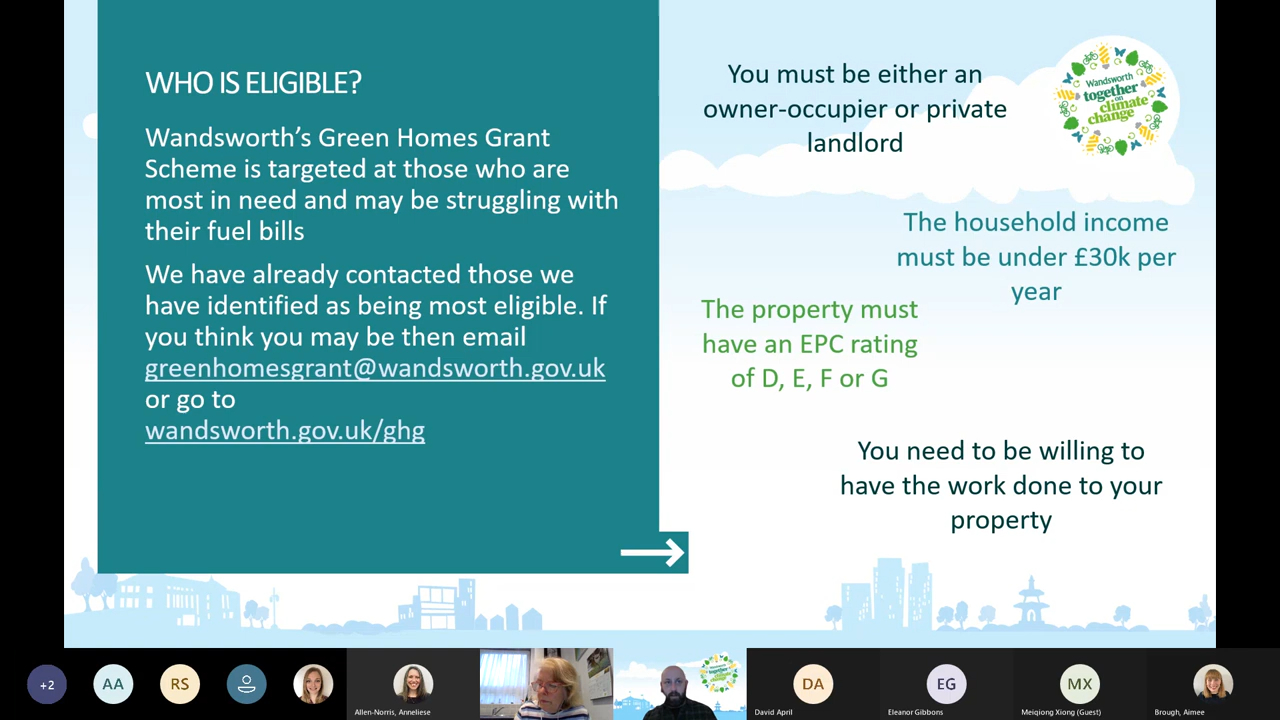 WHO IS ELIGIBLE?
Wandsworth’s Green Homes Grant
Scheme is targeted at those who are
most in need and may be struggling with
their fuel bills
We have already contacted those we
have identified as being most eligible. If
you think you may be then email
greenhomesgrant@wandsworth.gov.uk
or go to
wandsworth.gov.uk/ghg
You must be either an
owner-occupier or private
landlord
Wandsworth
together
on
climate
change
The household income
must be under £30k per
year
The property must
have an EPC rating
of D, E, F or G
You need to be willing to
have the work done to your
property
+2
AA
RS
Allen-Norris, Anneliese
DA
David April
EG
Eleanor Gibbons
MX
Meiqiong Xiong (Guest)
Brough, Aimee